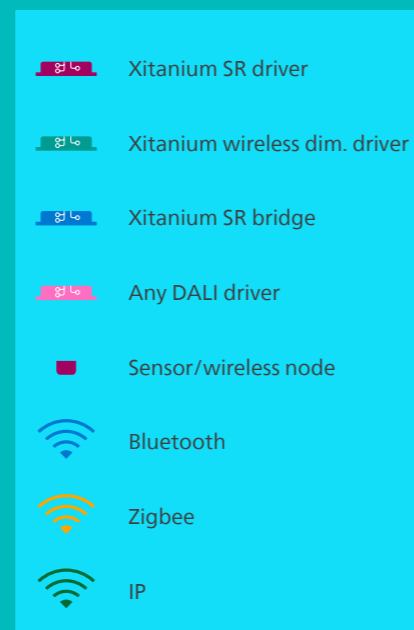 Xitanium SR driver
Xitanium wireless dim. driver
Xitanium SR bridge
Any DALI driver
Sensor/wireless node
Bluetooth
Zigbee
IP